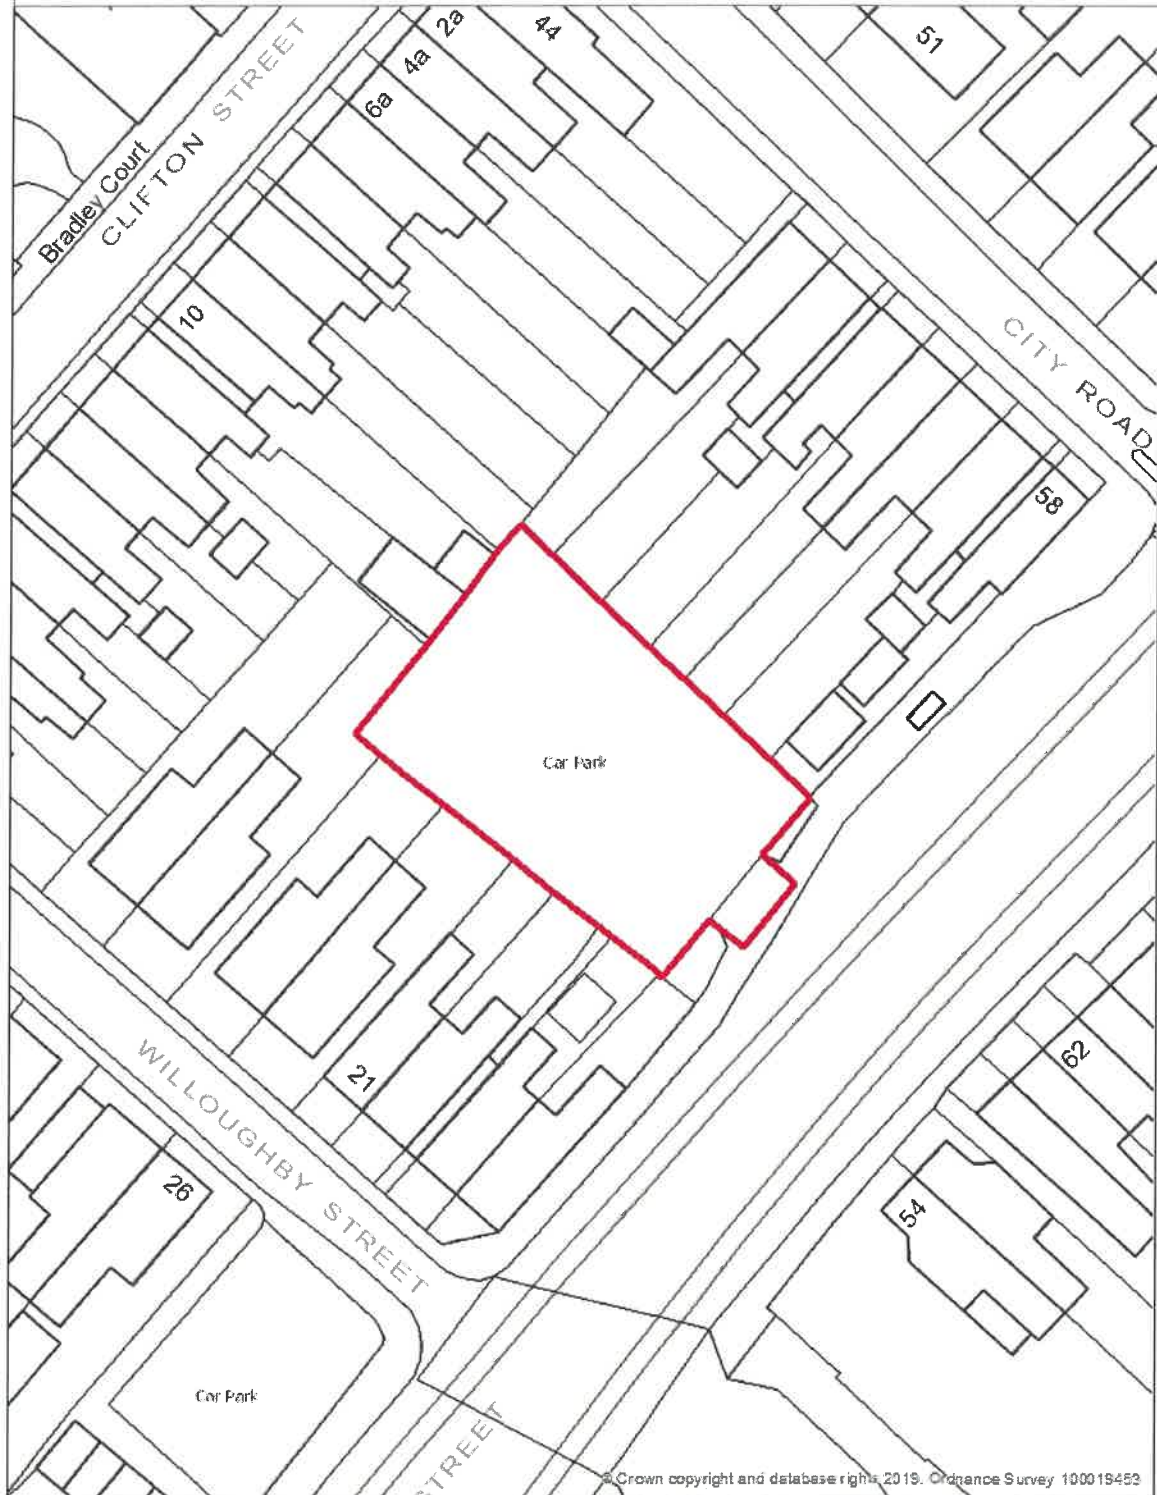 2a
44
51
4a
6a
Bradley Court
CLIFTON STREET
10
CITY ROAD
58
Car Park
WILLOUGHBY STREET
21
62
26
54
Car Park
STREET
© Crown copyright and database rights 2019. Ordnance Survey 100019453